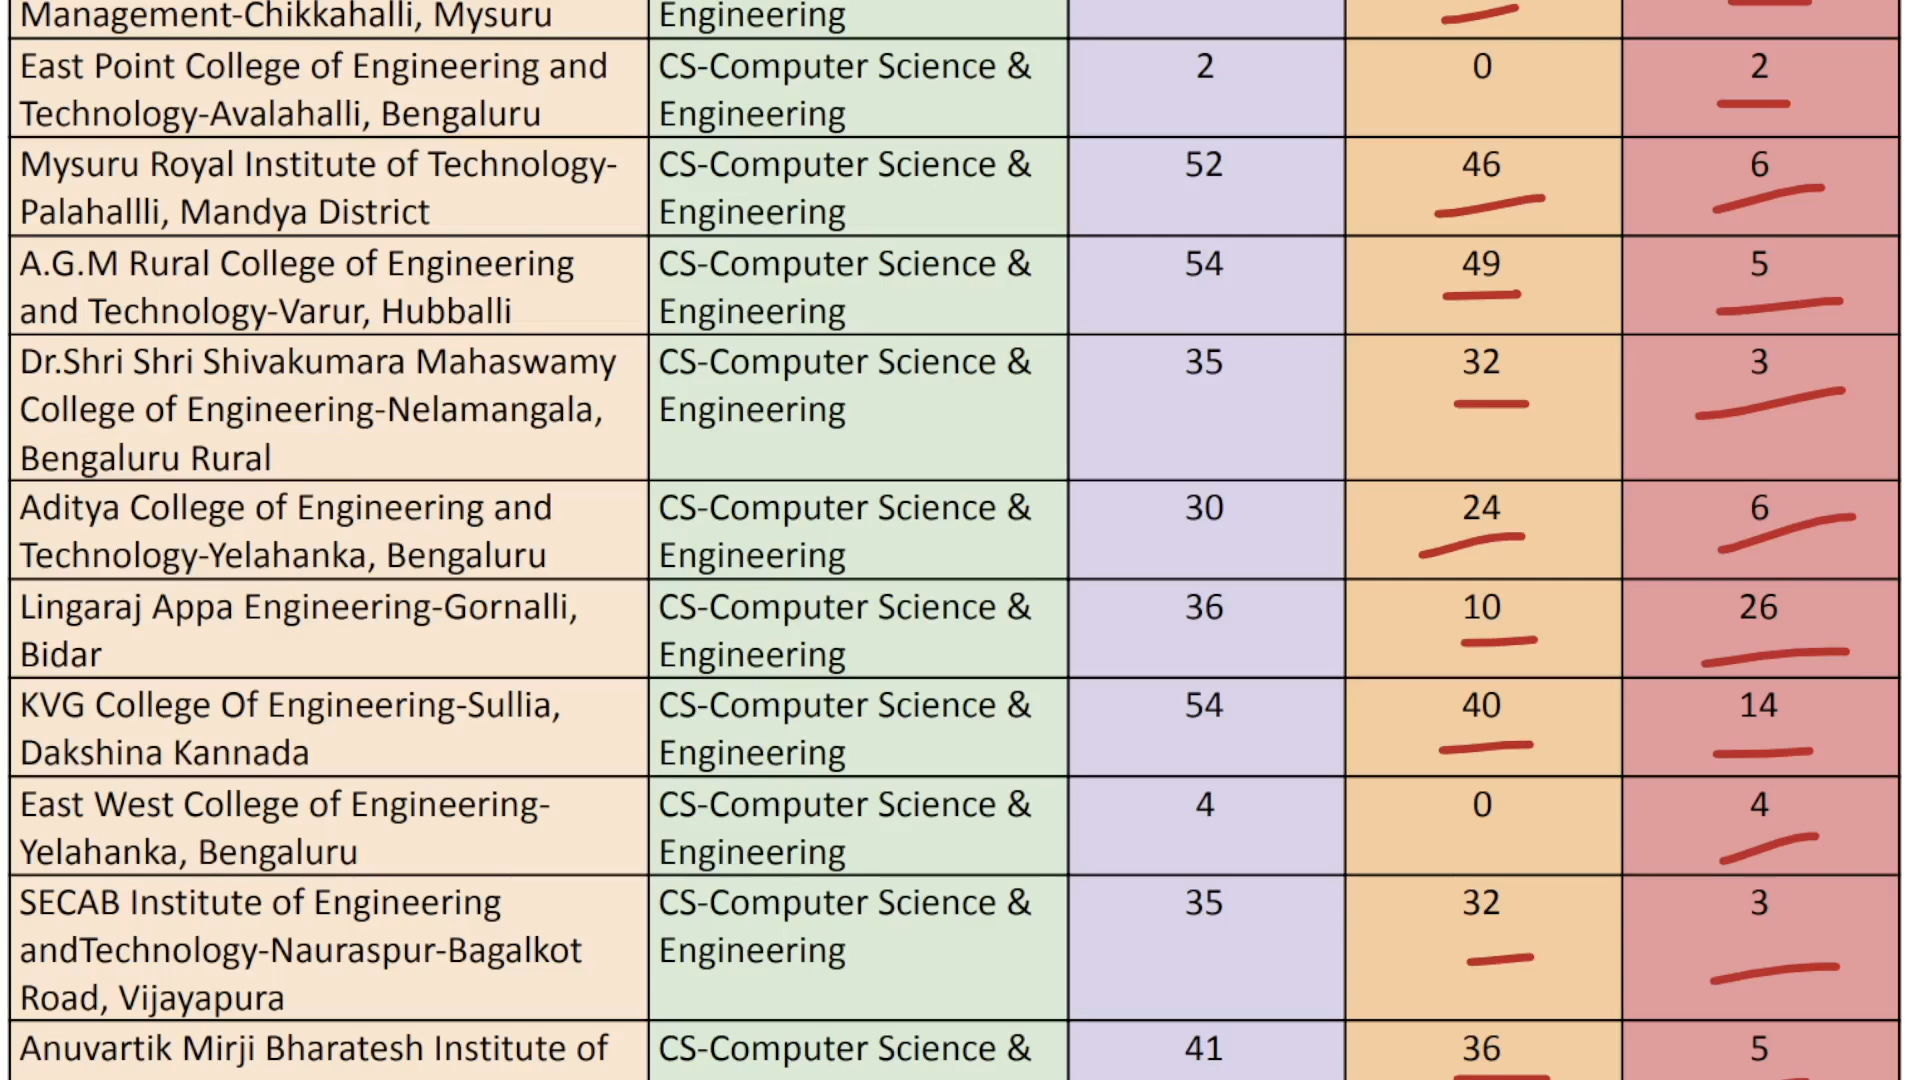 Management-Chikkahalli, Mysuru
Engineering
East Point College of Engineering and
Technology-Avalahalli, Bengaluru
CS-Computer Science &
Engineering
2
0
2
Mysuru Royal Institute of Technology-
Palahallli, Mandya District
CS-Computer Science &
Engineering
52
46
6
A.G.M Rural College of Engineering
and Technology-Varur, Hubballi
CS-Computer Science &
Engineering
54
49
5
Dr.Shri Shri Shivakumara Mahaswamy
College of Engineering-Nelamangala,
Bengaluru Rural
CS-Computer Science &
Engineering
35
32
3
Aditya College of Engineering and
Technology-Yelahanka, Bengaluru
CS-Computer Science &
Engineering
30
24
6
Lingaraj Appa Engineering-Gornalli,
Bidar
CS-Computer Science &
Engineering
36
10
26
KVG College Of Engineering-Sullia,
Dakshina Kannada
CS-Computer Science &
Engineering
54
40
14
East West College of Engineering-
Yelahanka, Bengaluru
CS-Computer Science &
Engineering
4
0
4
SECAB Institute of Engineering
andTechnology-Nauraspur-Bagalkot
Road, Vijayapura
CS-Computer Science &
Engineering
35
32
3
Anuvartik Mirji Bharatesh Institute of
CS-Computer Science &
41
36
5